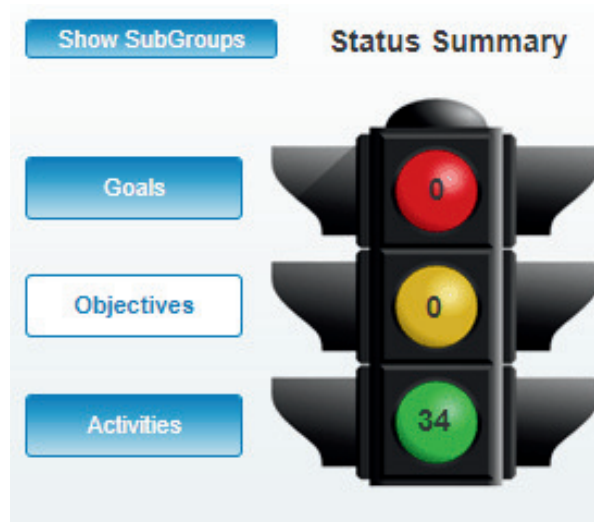 Show SubGroups
Status Summary
Goals
0
Objectives
0
Activities
34